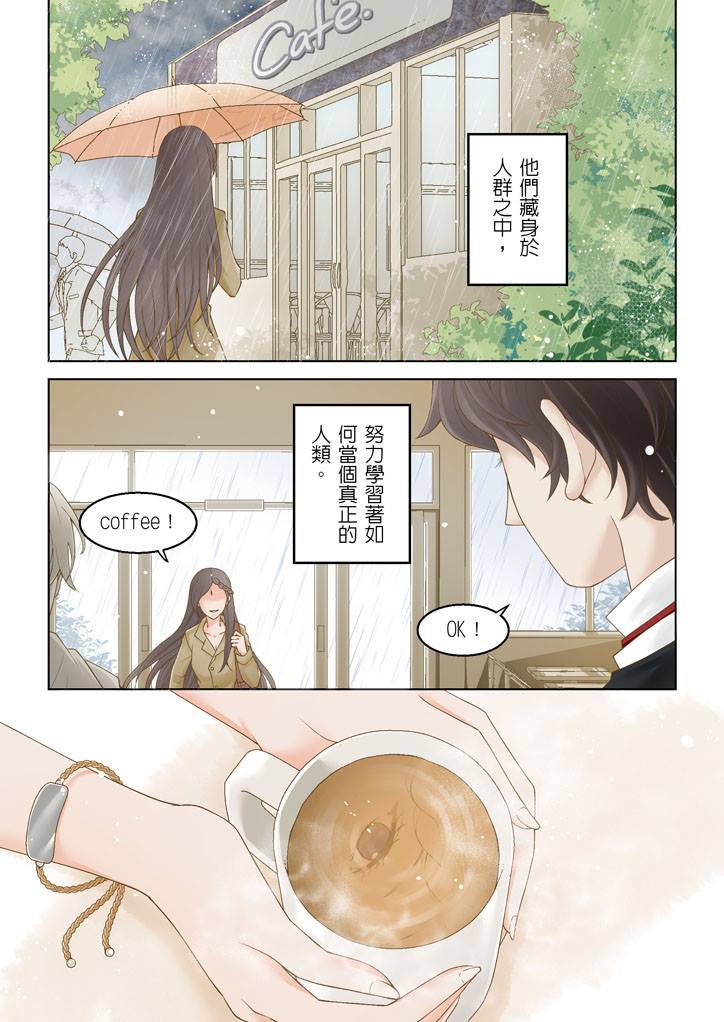 Café.
他們藏身於
人群之中，
努力學習著如
何當個真正的
人類。
coffee！
OK！